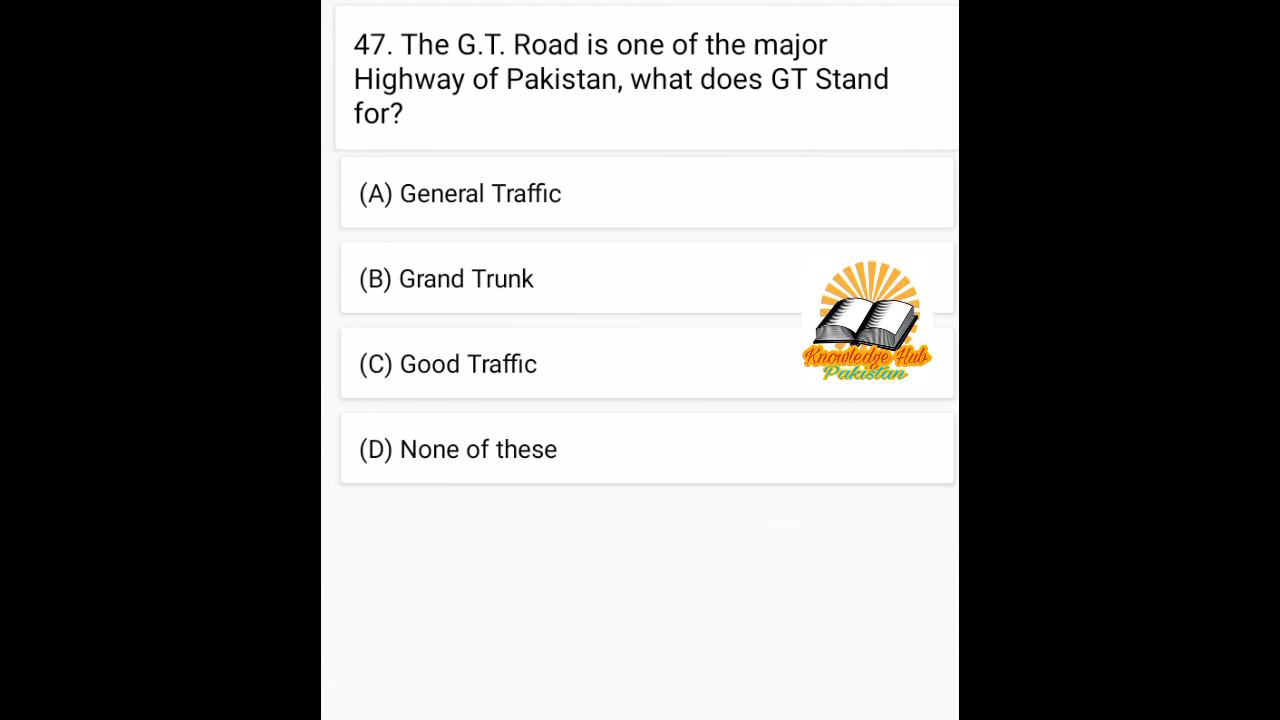 47. The G.T. Road is one of the major
Highway of Pakistan, what does GT Stand
for?
(A) General Traffic
(B) Grand Trunk
(C) Good Traffic
(D) None of these
Knowledge Hub
Pakistan